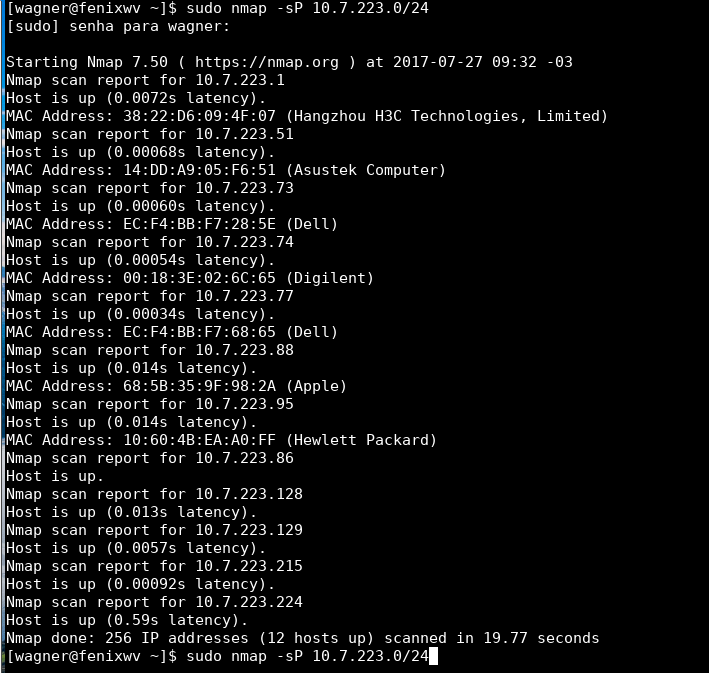 [wagner@fenixwv ~]$ sudo nmap -sP 10.7.223.0/24
[sudo] senha para wagner:
Starting Nmap 7.50 ( https://nmap.org ) at 2017-07-27 09:32 -03
Nmap scan report for 10.7.223.1
Host is up (0.0072s latency).
MAC Address: 38:22:D6:09:4F:07 (Hangzhou H3C Technologies, Limited)
Nmap scan report for 10.7.223.51
Host is up (0.00068s latency).
MAC Address: 14:DD:A9:05:F6:51 (Asustek Computer)
Nmap scan report for 10.7.223.73
Host is up (0.00060s latency).
MAC Address: EC:F4:BB:F7:28:5E (Dell)
Nmap scan report for 10.7.223.74
Host is up (0.00054s latency).
MAC Address: 00:18:3E:02:6C:65 (Digilent)
Nmap scan report for 10.7.223.77
Host is up (0.00034s latency).
MAC Address: EC:F4:BB:F7:68:65 (Dell)
Nmap scan report for 10.7.223.88
Host is up (0.014s latency).
MAC Address: 68:5B:35:9F:98:2A (Apple)
Nmap scan report for 10.7.223.95
Host is up (0.014s latency).
MAC Address: 10:60:4B:EA:A0:FF (Hewlett Packard)
Nmap scan report for 10.7.223.86
Host is up.
Nmap scan report for 10.7.223.128
Host is up (0.013s latency).
Nmap scan report for 10.7.223.129
Host is up (0.0057s latency).
Nmap scan report for 10.7.223.215
Host is up (0.00092s latency).
Nmap scan report for 10.7.223.224
Host is up (0.59s latency).
Nmap done: 256 IP addresses (12 hosts up) scanned in 19.77 seconds
[wagner@fenixwv ~]$ sudo nmap -sP 10.7.223.0/24